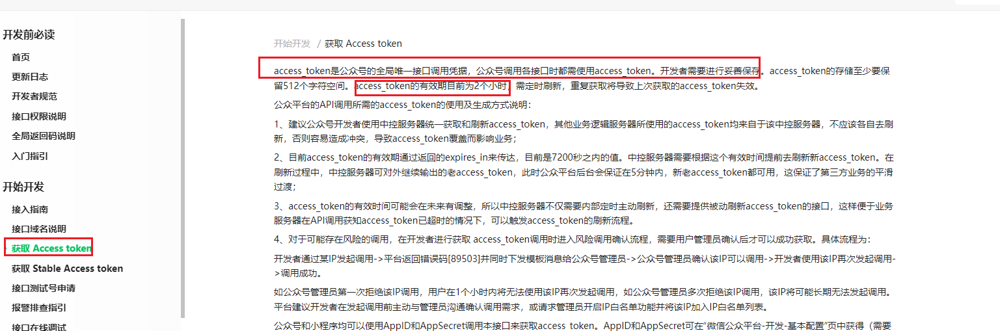 开发前必读
首页
更新日志
开发者规范
接口权限说明
全局返回码说明
入门指引
开始开发
接入指南
接口域名说明
获取 Access token
获取 Stable Access token
接口测试号申请
报警排查指引
接口在线调试
开始开发 / 获取 Access token
access_token是公众号的全局唯一接口调用凭据，公众号调用各接口时都需使用access_token。开发者需要进行妥善保存。access_token的存储至少要保
留512个字符空间。access_token的有效期目前为2个小时，需定时刷新，重复获取将导致上次获取的access_token失效。
公众平台的API调用所需的access_token的使用及生成方式说明：
1、建议公众号开发者使用中控服务器统一获取和刷新access_token，其他业务逻辑服务器所使用的access_token均来自于该中控服务器，不应该各自去刷
新，否则容易造成冲突，导致access_token覆盖而影响业务；
2、目前access_token的有效期通过返回的expires_in来传达，目前是7200秒之内的值。中控服务器需要根据这个有效时间提前去刷新新access_token。在
刷新过程中，中控服务器可对外继续输出的老access_token，此时公众平台后台会保证在5分钟内，新老access_token都可用，这保证了第三方业务的平滑
过渡；
3、access_token的有效时间可能会在未来有调整，所以中控服务器不仅需要内部定时主动刷新，还需要提供被动刷新access_token的接口，这样便于业务
服务器在API调用获知access_token已超时的情况下，可以触发access_token的刷新流程。
4、对于可能存在风险的调用，在开发者进行获取 access_token调用时进入风险调用确认流程，需要用户管理员确认后才可以成功获取。具体流程为：
开发者通过某IP发起调用->平台返回错误码[89503]并同时下发模板消息给公众号管理员->公众号管理员确认该IP可以调用->开发者使用该IP再次发起调用-
>调用成功。
如公众号管理员第一次拒绝该IP调用，用户在1个小时内将无法使用该IP再次发起调用，如公众号管理员多次拒绝该IP调用，该IP将可能长期无法发起调用。
平台建议开发者在发起调用前主动与管理员沟通确认调用需求，或请求管理员开启IP白名单功能并将该IP加入IP白名单列表。
公众号和小程序均可以使用AppID和AppSecret调用本接口来获取access_token。AppID和AppSecret可在“微信公众平台-开发-基本配置”页中获得（需要